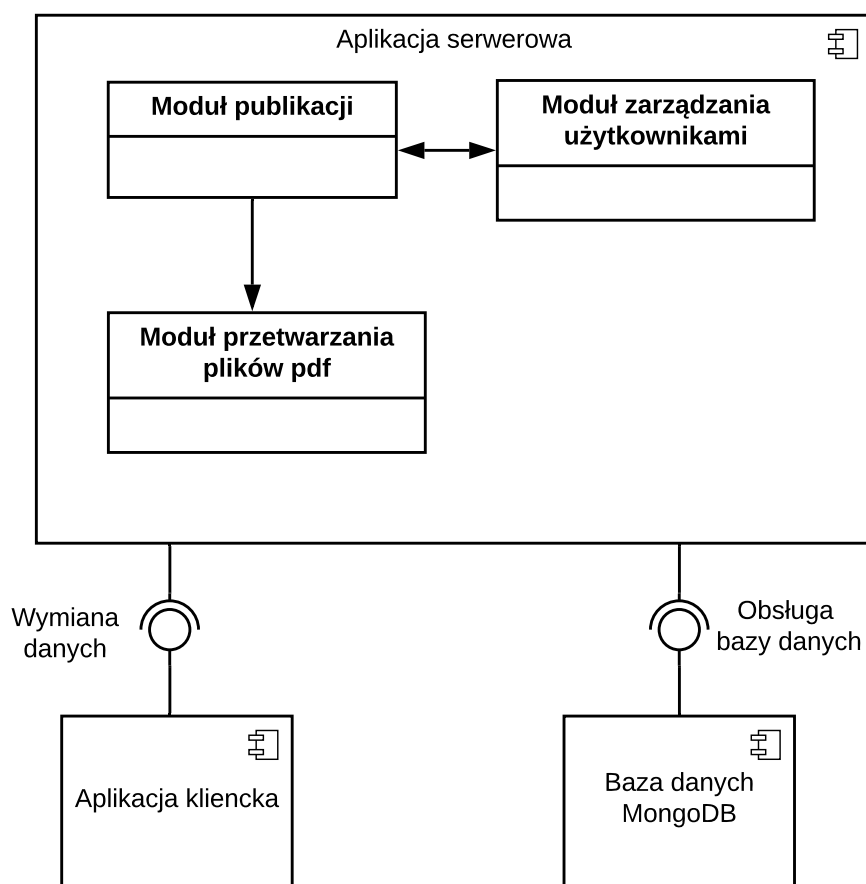 Aplikacja serwerowa
Moduł publikacji
Moduł zarządzania
użytkownikami
Moduł przetwarzania
plików pdf
Wymiana
danych
Obsługa
bazy danych
Aplikacja kliencka
Baza danych
MongoDB